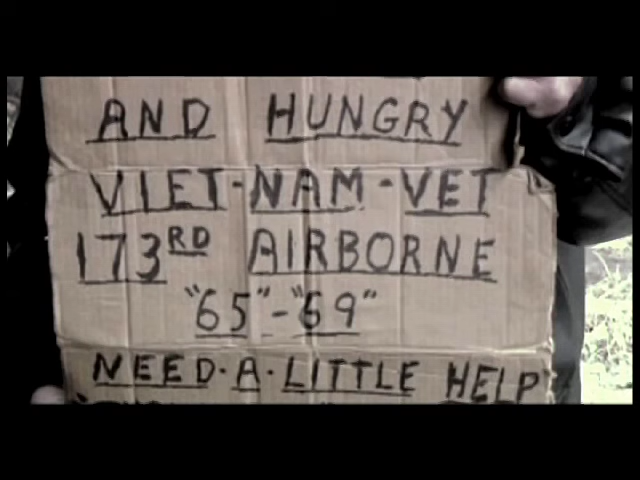 AND HUNGRY
VIET-NAM-VET
173RD AIRBORNE
"65"-"69"
NEED·A·LITTLE HELP